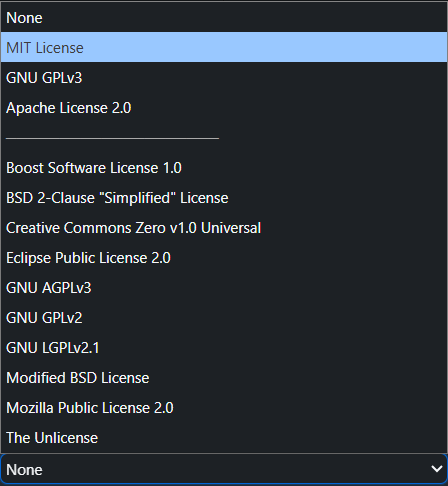 None
MIT License
GNU GPLv3
Apache License 2.0
Boost Software License 1.0
BSD 2-Clause "Simplified" License
Creative Commons Zero v1.0 Universal
Eclipse Public License 2.0
GNU AGPLv3
GNU GPLv2
GNU LGPLv2.1
Modified BSD License
Mozilla Public License 2.0
The Unlicense
None